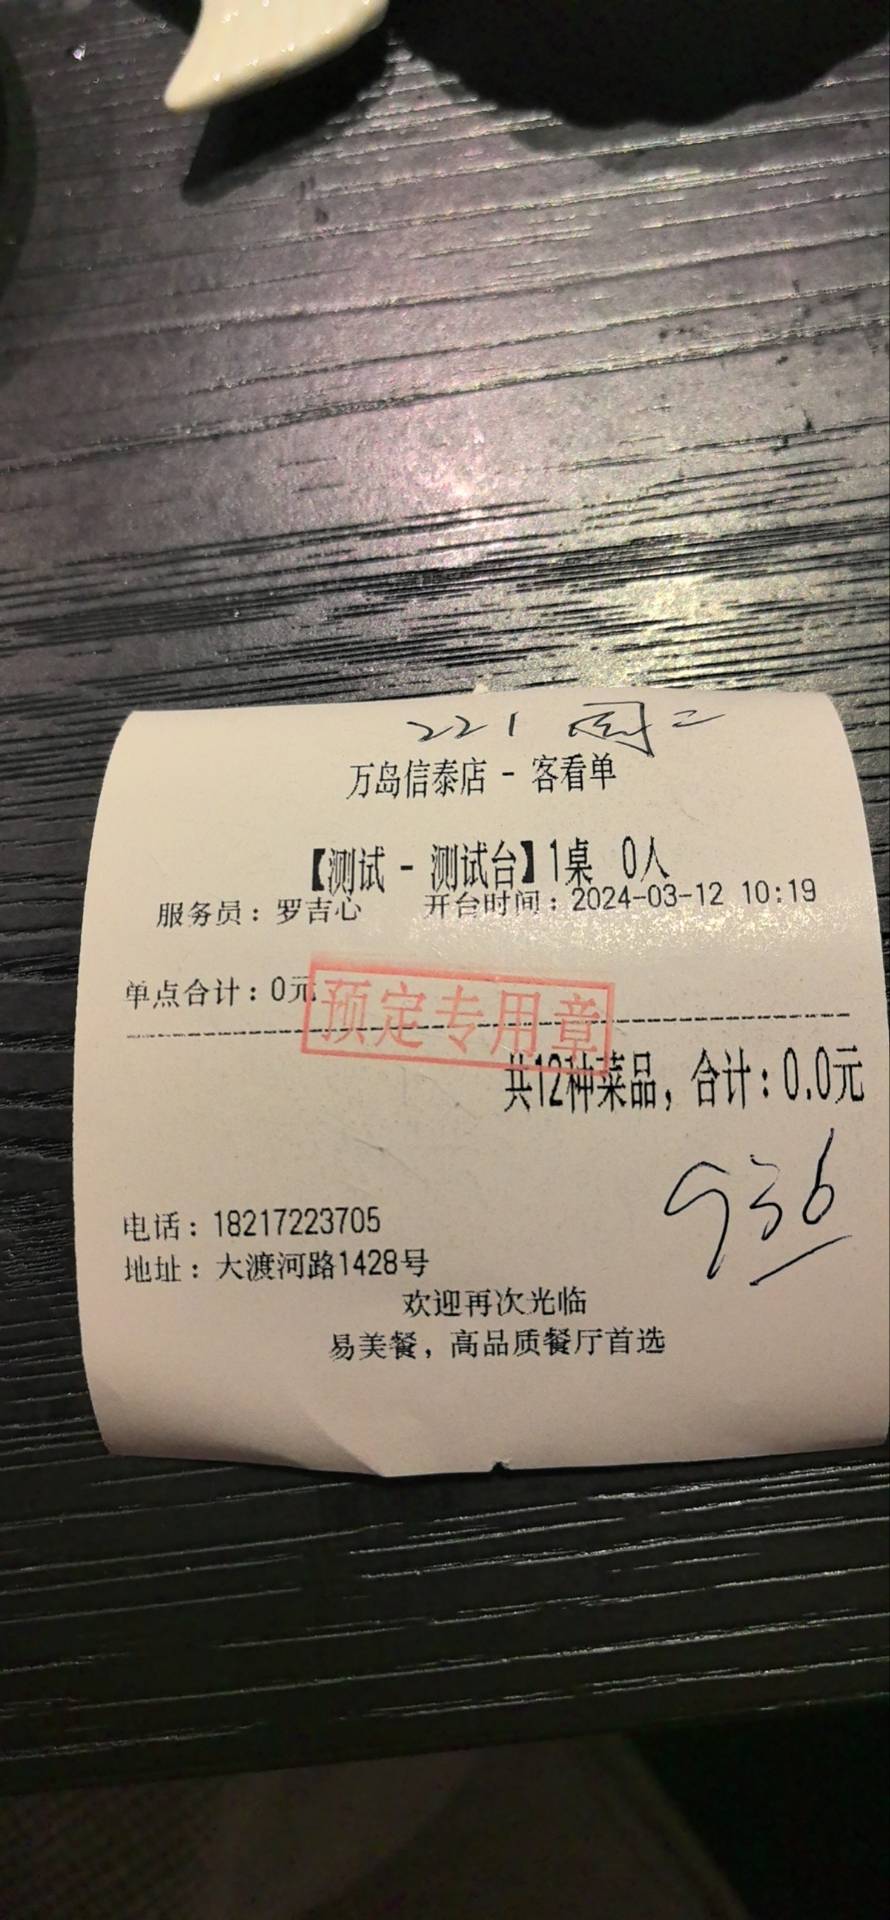 221 周二
万岛信泰店 - 客看单
【测试 - 测试台】1桌 0人
服务员：罗吉心 开台时间：2024-03-12 10:19
单点合计：0元
预定专用章
共12种菜品，合计：0.0元
936
电话：18217223705
地址：大渡河路1428号
欢迎再次光临
易美餐，高品质餐厅首选